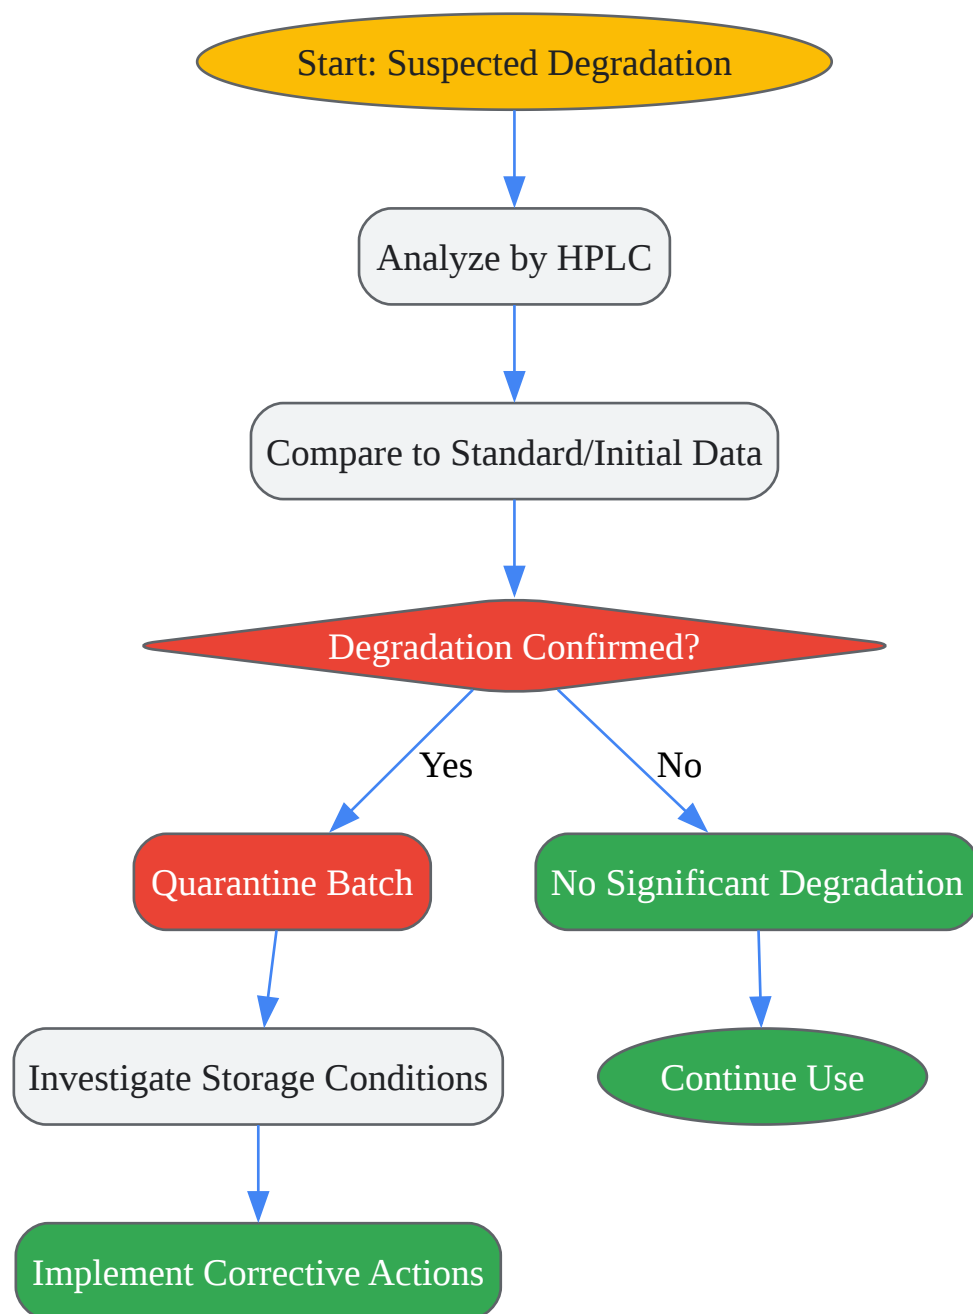 Start: Suspected Degradation
Analyze by HPLC
Compare to Standard/Initial Data
Degradation Confirmed?
Yes
No
Quarantine Batch
No Significant Degradation
Investigate Storage Conditions
Continue Use
Implement Corrective Actions